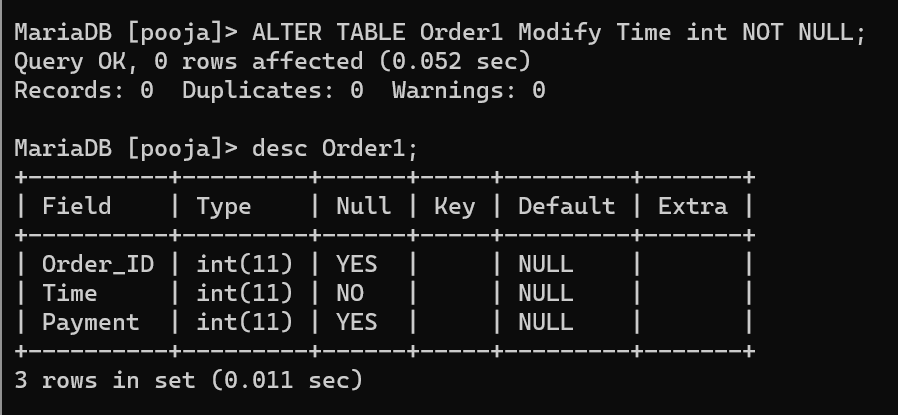 MariaDB [pooja]> ALTER TABLE Order1 Modify Time int NOT NULL;
Query OK, 0 rows affected (0.052 sec)
Records: 0  Duplicates: 0  Warnings: 0

MariaDB [pooja]> desc Order1;
+----------+---------+------+-----+---------+-------+
| Field    | Type    | Null | Key | Default | Extra |
+----------+---------+------+-----+---------+-------+
| Order_ID | int(11) | YES  |     | NULL    |       |
| Time     | int(11) | NO   |     | NULL    |       |
| Payment  | int(11) | YES  |     | NULL    |       |
+----------+---------+------+-----+---------+-------+
3 rows in set (0.011 sec)